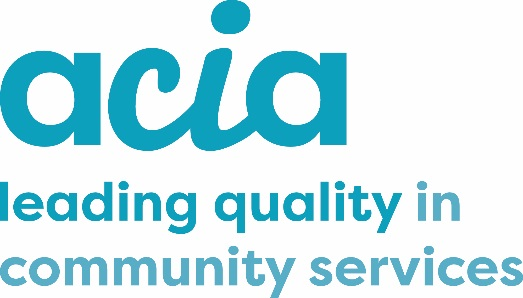 acia
leading quality in
community services